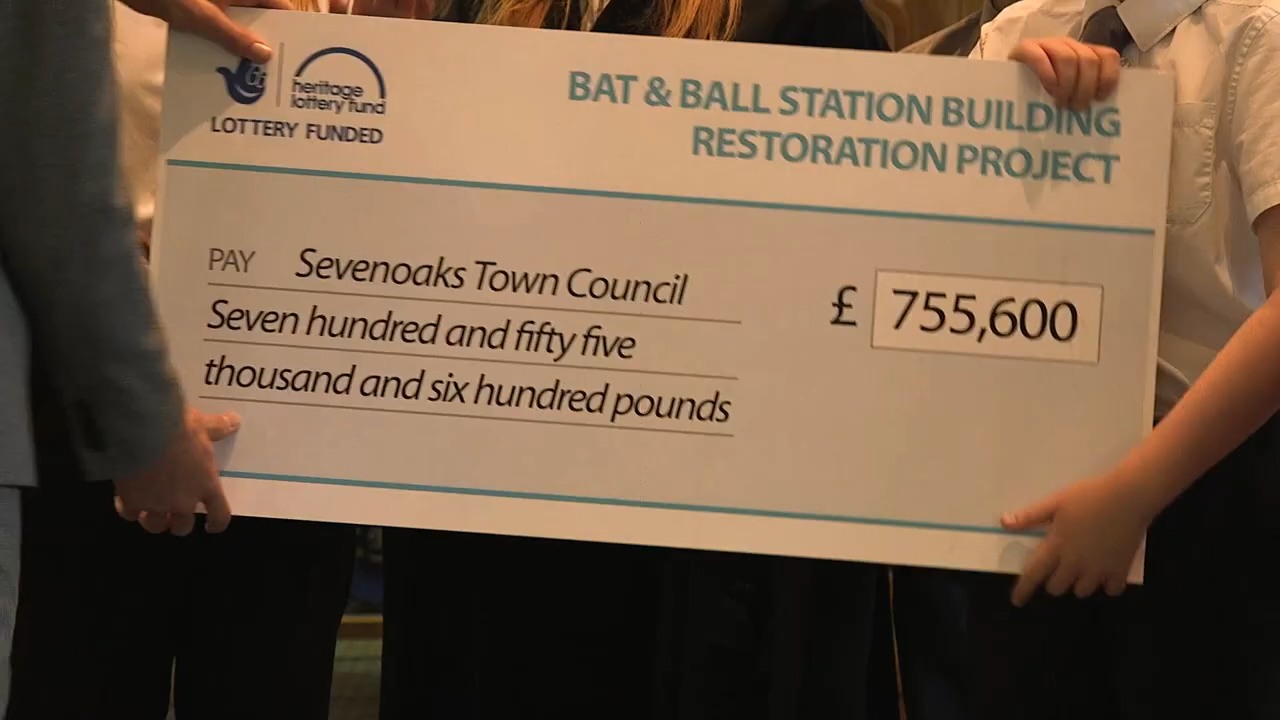 heritage
lottery fund
LOTTERY FUNDED
BAT & BALL STATION BUILDING
RESTORATION PROJECT
PAY Sevenoaks Town Council
Seven hundred and fifty five
thousand and six hundred pounds
£ 755,600